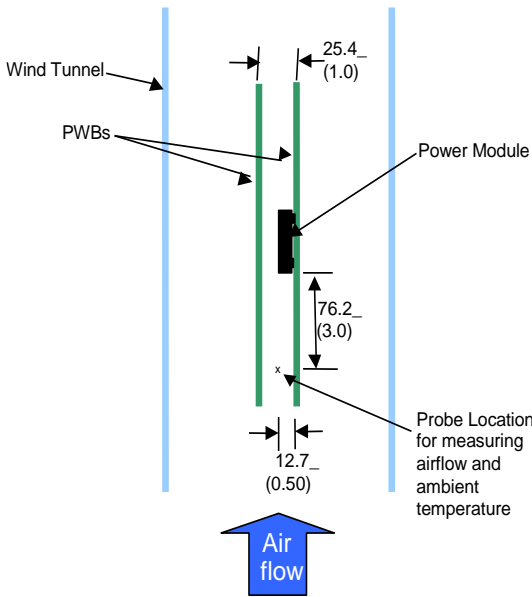 25.4_
(1.0)
Wind Tunnel
PWBs
Power Module
76.2_
(3.0)
x
Probe Location
for measuring
airflow and
ambient
temperature
12.7_
(0.50)
Air
flow